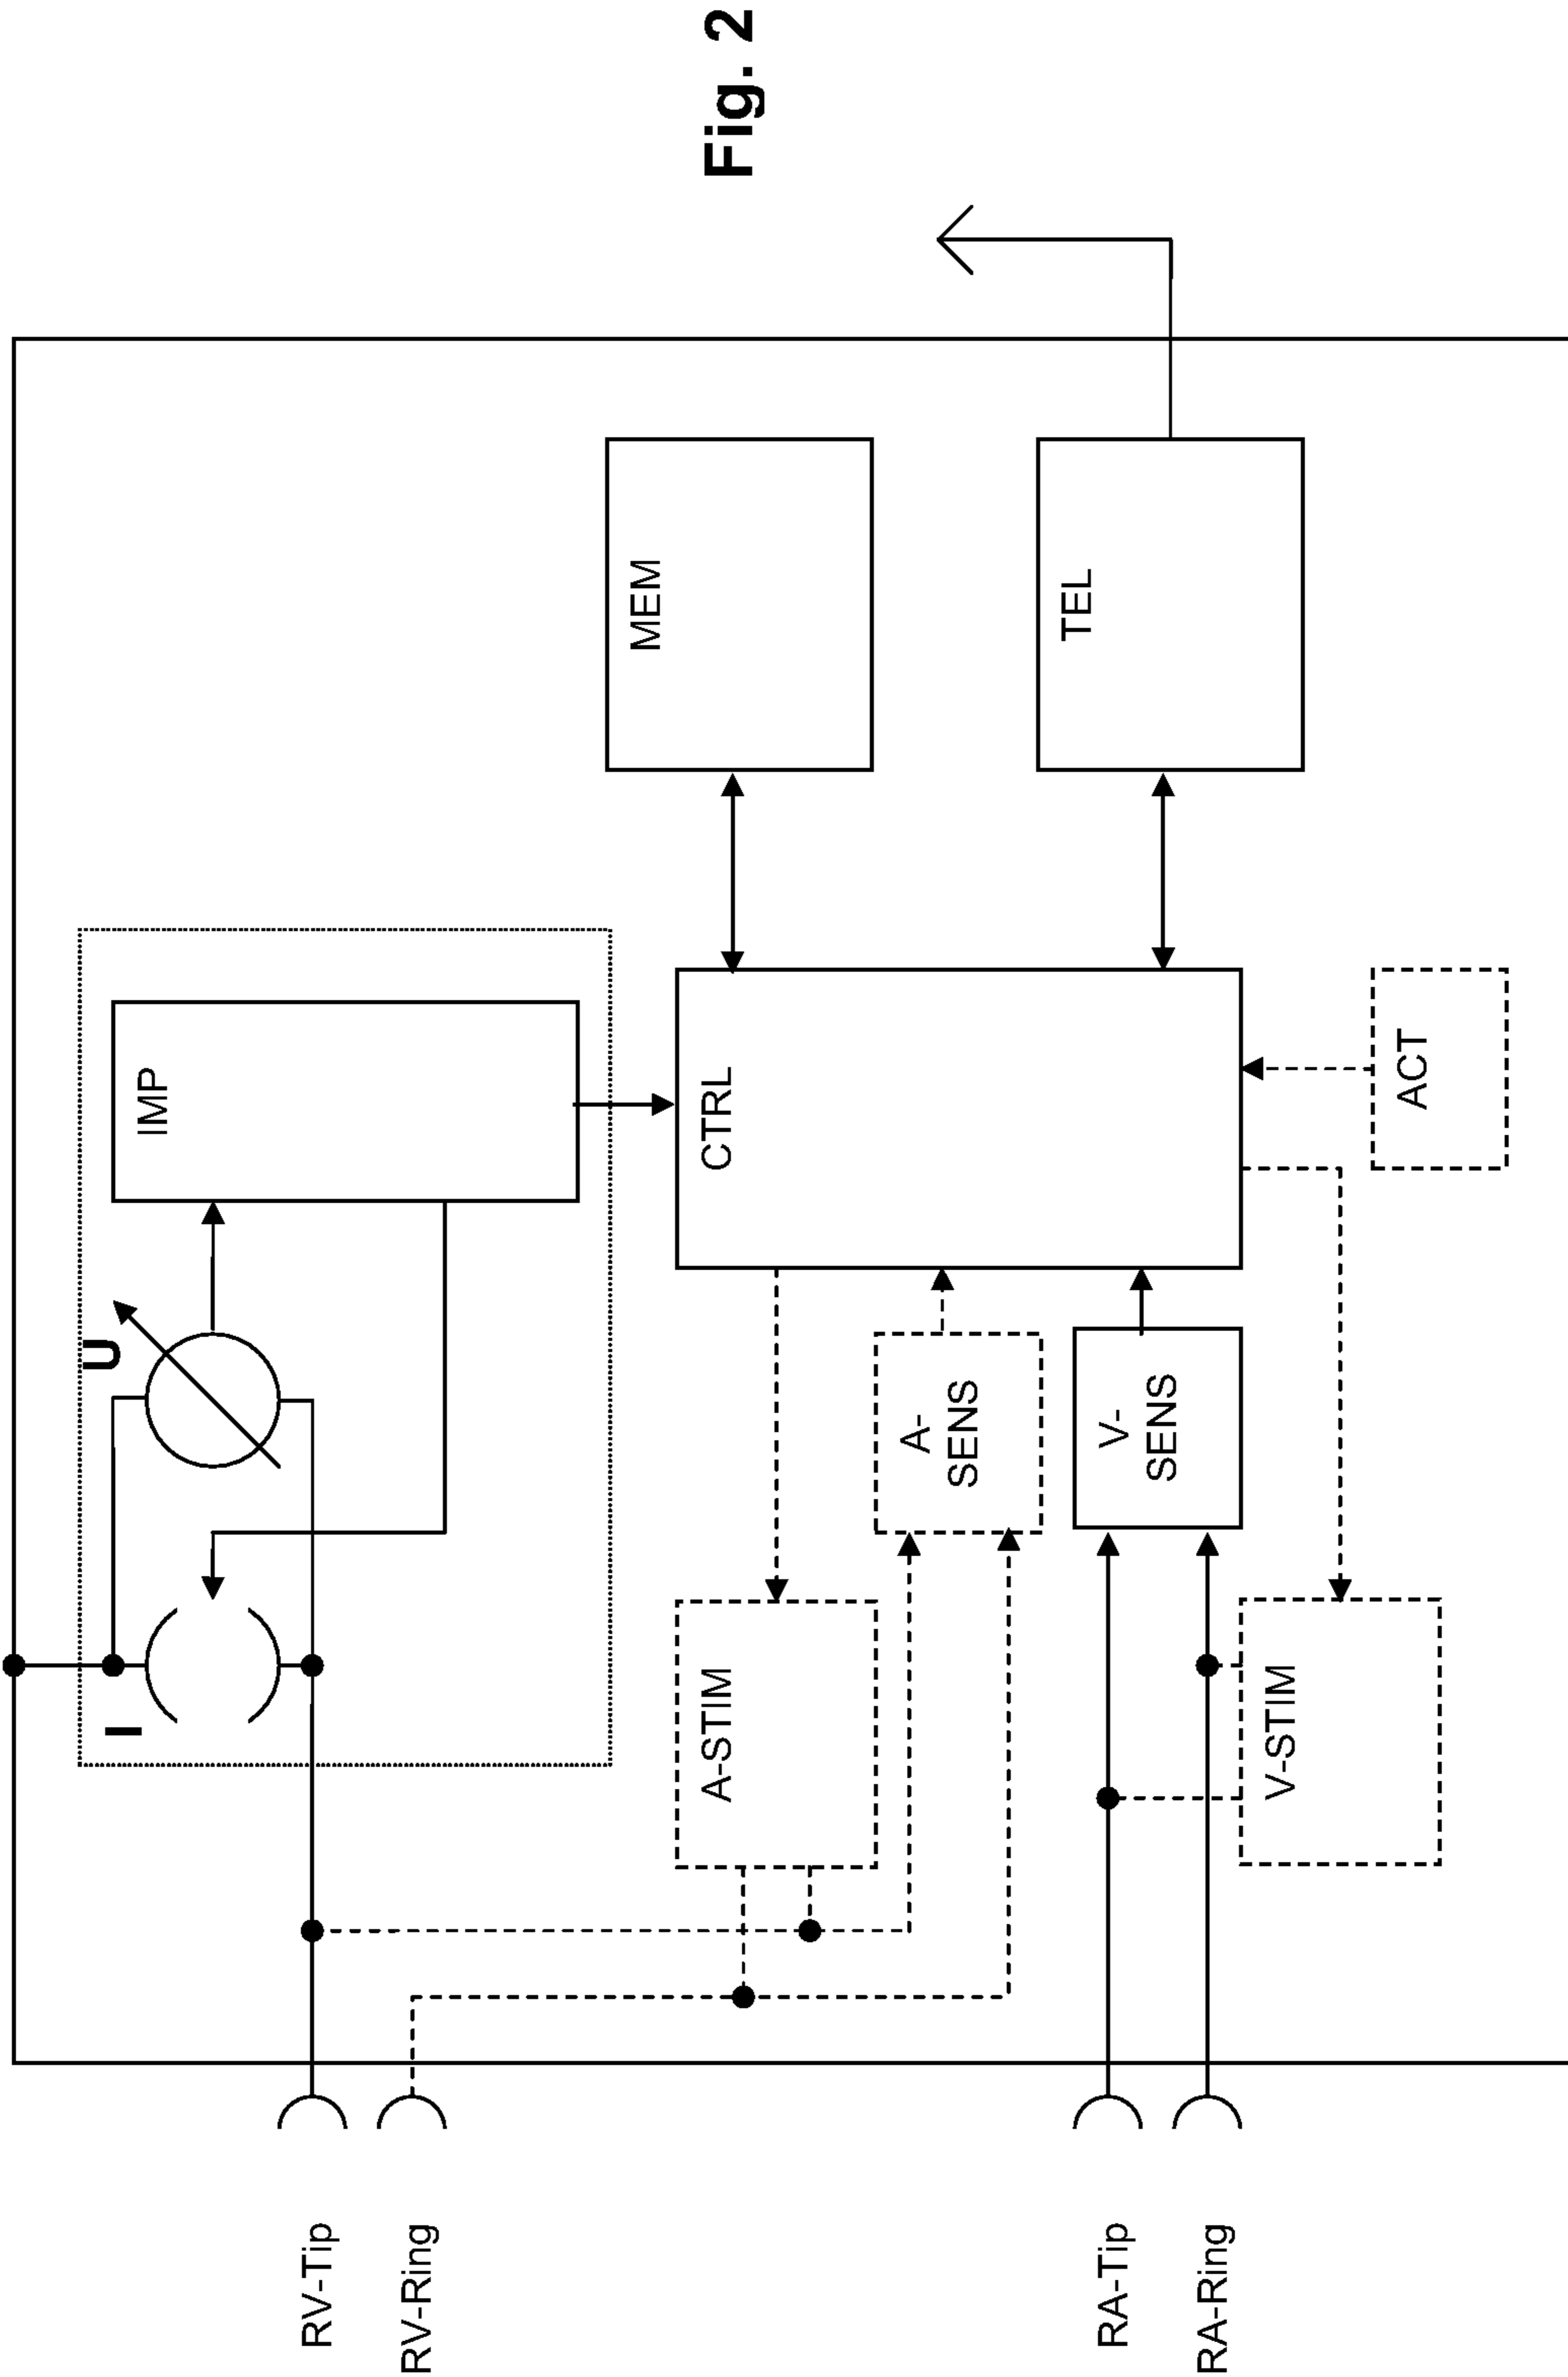 RV-Tip
RV-Ring
RA-Tip
RA-Ring
I
U
IMP
A-STIM
A-
SENS
V-
SENS
V-STIM
CTRL
ACT
MEM
TEL
Fig. 2